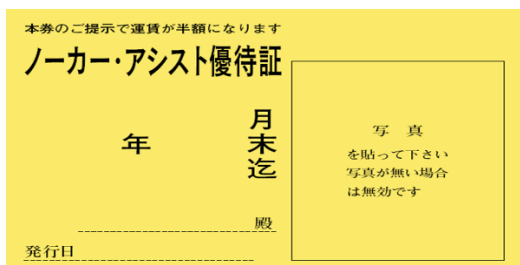 本券のご提示で運賃が半額になります
ノーカー・アシスト優待証
年
月末迄
殿
発行日
写 真
を貼って下さい
写真が無い場合
は無効です